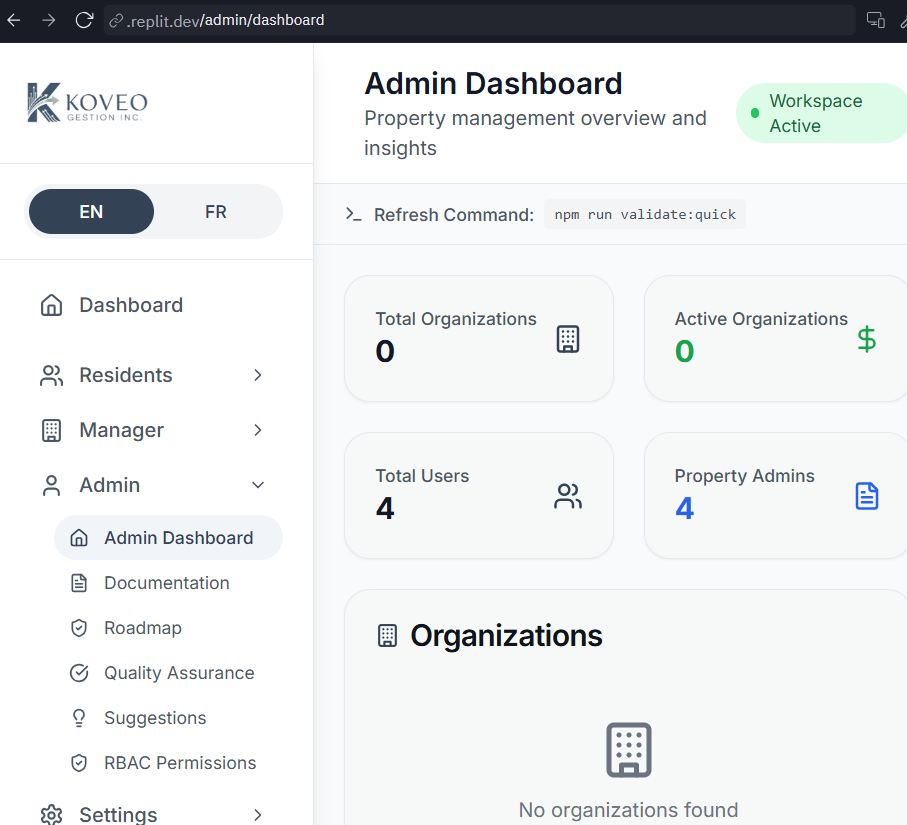 .replit.dev/admin/dashboard
KOVEO
GESTION INC.
EN
FR
Dashboard
Residents
Manager
Admin
Admin Dashboard
Documentation
Roadmap
Quality Assurance
Suggestions
RBAC Permissions
Settings
Admin Dashboard
Property management overview and
insights
Workspace
Active
Refresh Command:
npm run validate:quick
Total Organizations
0
Active Organizations
0
Total Users
4
Property Admins
4
Organizations
No organizations found